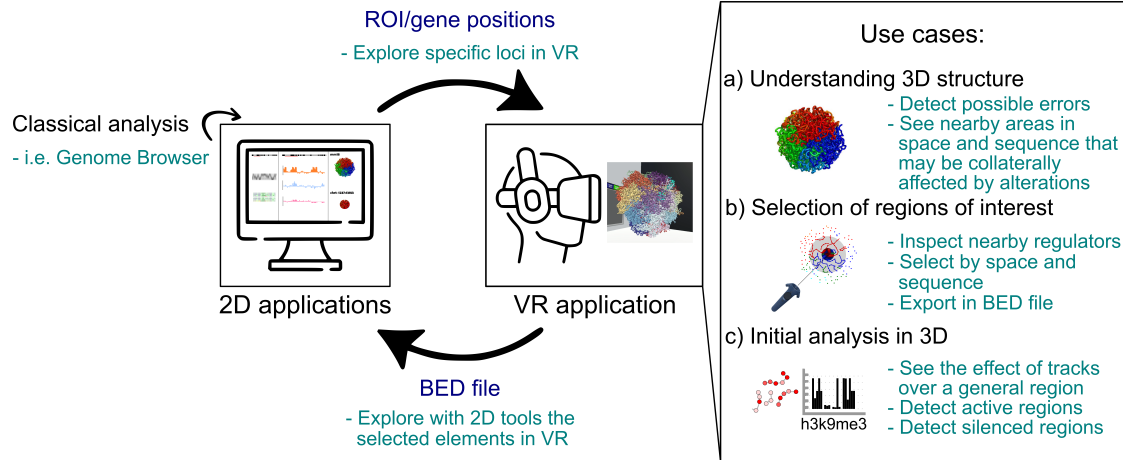 ROI/gene positions
- Explore specific loci in VR
Classical analysis
- i.e. Genome Browser
2D applications
VR application
BED file
- Explore with 2D tools the
selected elements in VR
Use cases:
a) Understanding 3D structure
- Detect possible errors
- See nearby areas in
space and sequence that
may be collaterally
affected by alterations
b) Selection of regions of interest
- Inspect nearby regulators
- Select by space and
sequence
- Export in BED file
c) Initial analysis in 3D
- See the effect of tracks
over a general region
- Detect active regions
- Detect silenced regions
h3k9me3